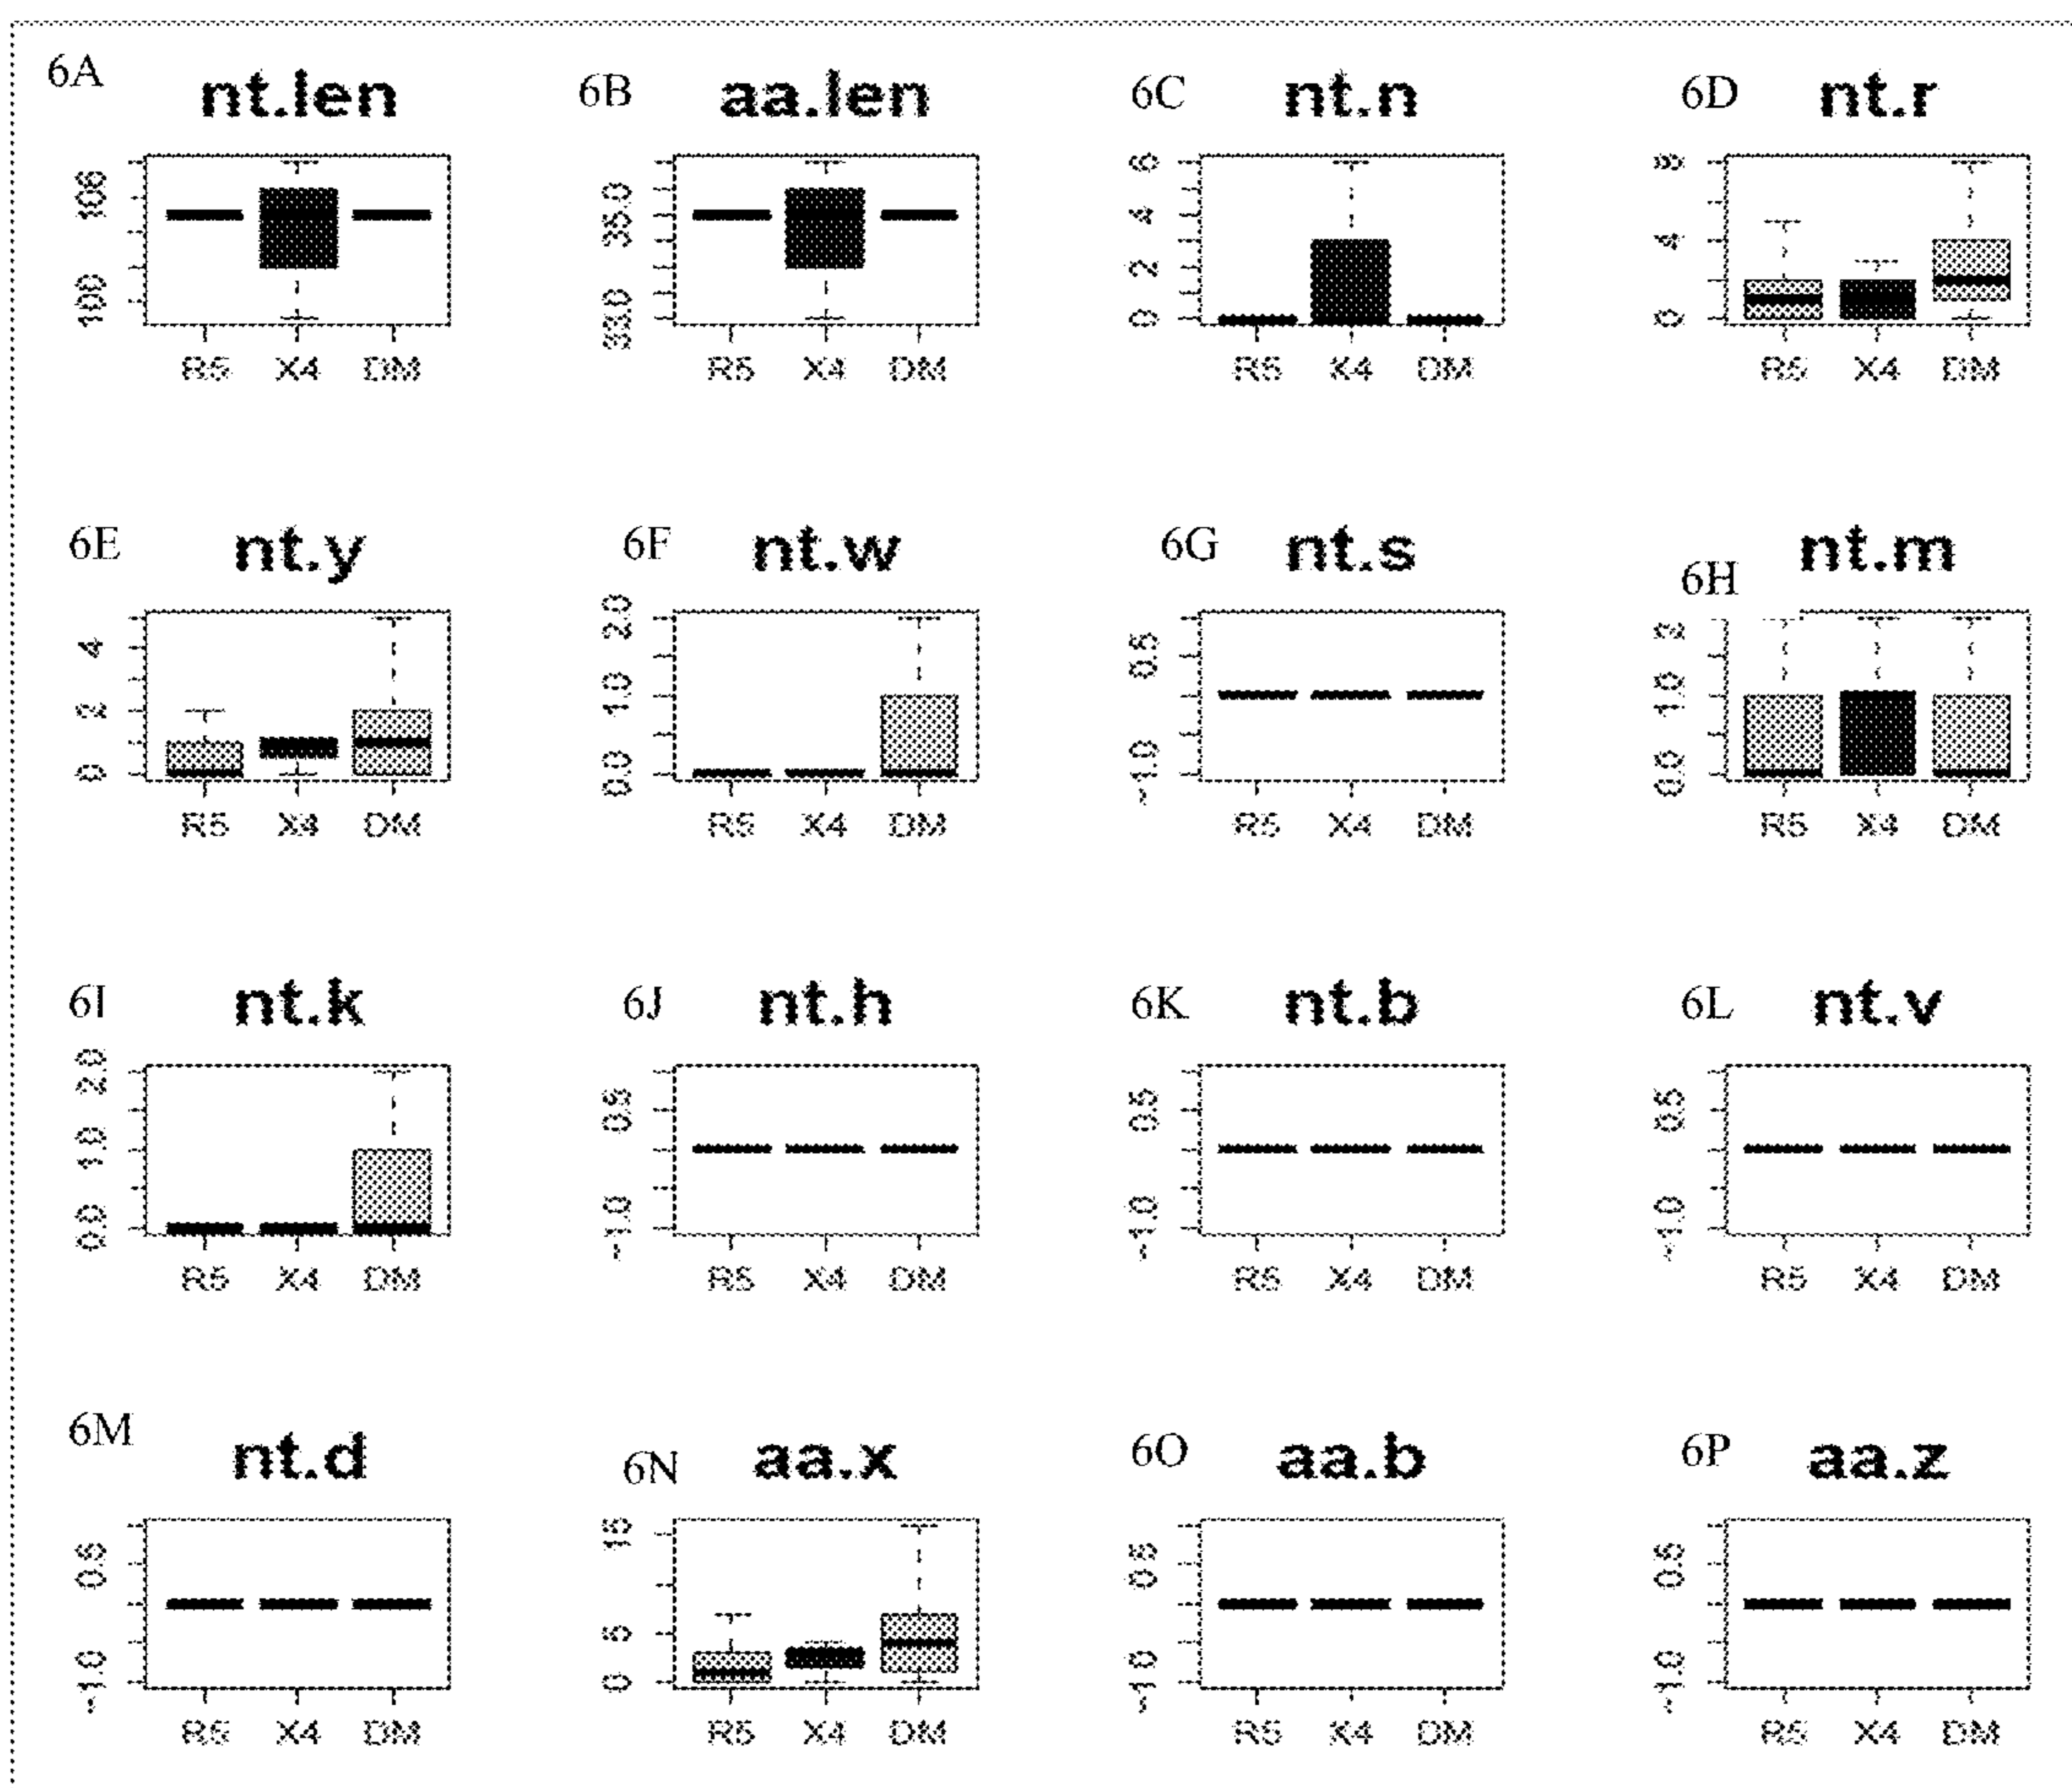 6A nt.len
106
100
R5 X4 DM
6B aa.len
35.0
33.0
R5 X4 DM
6C nt.n
6
4
2
0
R5 X4 DM
6D nt.r
8
4
0
R5 X4 DM
6E nt.y
4
2
0
R5 X4 DM
6F nt.w
2.0
1.0
0.0
R5 X4 DM
6G nt.s
0.5
-1.0
R5 X4 DM
6H nt.m
2
1.0
0.0
R5 X4 DM
6I nt.k
2.0
1.0
0.0
R5 X4 DM
6J nt.h
0.5
-1.0
R5 X4 DM
6K nt.b
0.5
-1.0
R5 X4 DM
6L nt.v
0.5
-1.0
R5 X4 DM
6M nt.d
0.5
-1.0
R5 X4 DM
6N aa.x
15
5
0
R5 X4 DM
6O aa.b
0.5
-1.0
R5 X4 DM
6P aa.z
0.5
-1.0
R5 X4 DM